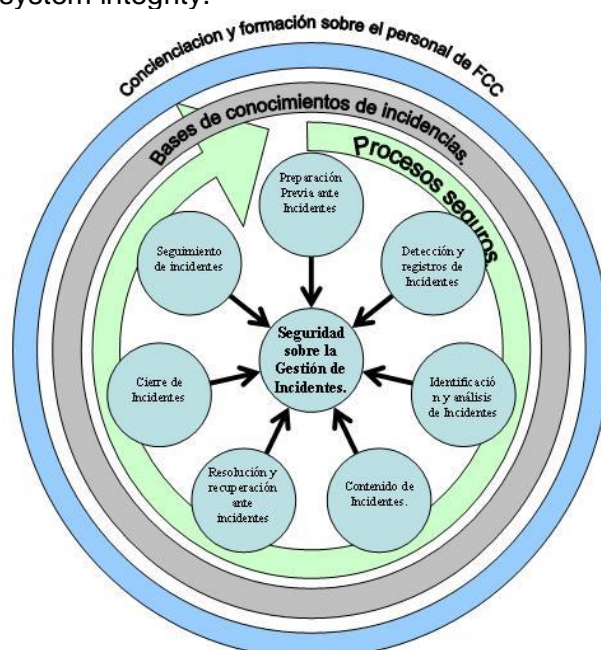 system integrity.
Concienciacion y formación sobre el personal de FCC
Bases de conocimientos de incidencias.
Procesos seguros
Preparación
Previa ante
Incidentes
Seguimiento
de incidentes
Detección y
registros de
Incidentes
Seguridad
sobre la
Gestión de
Incidentes.
Cierre de
Incidentes
Identificació
n y análisis
de Incidentes
Resolución y
recuperación
ante
incidentes
Contenido de
Incidentes.